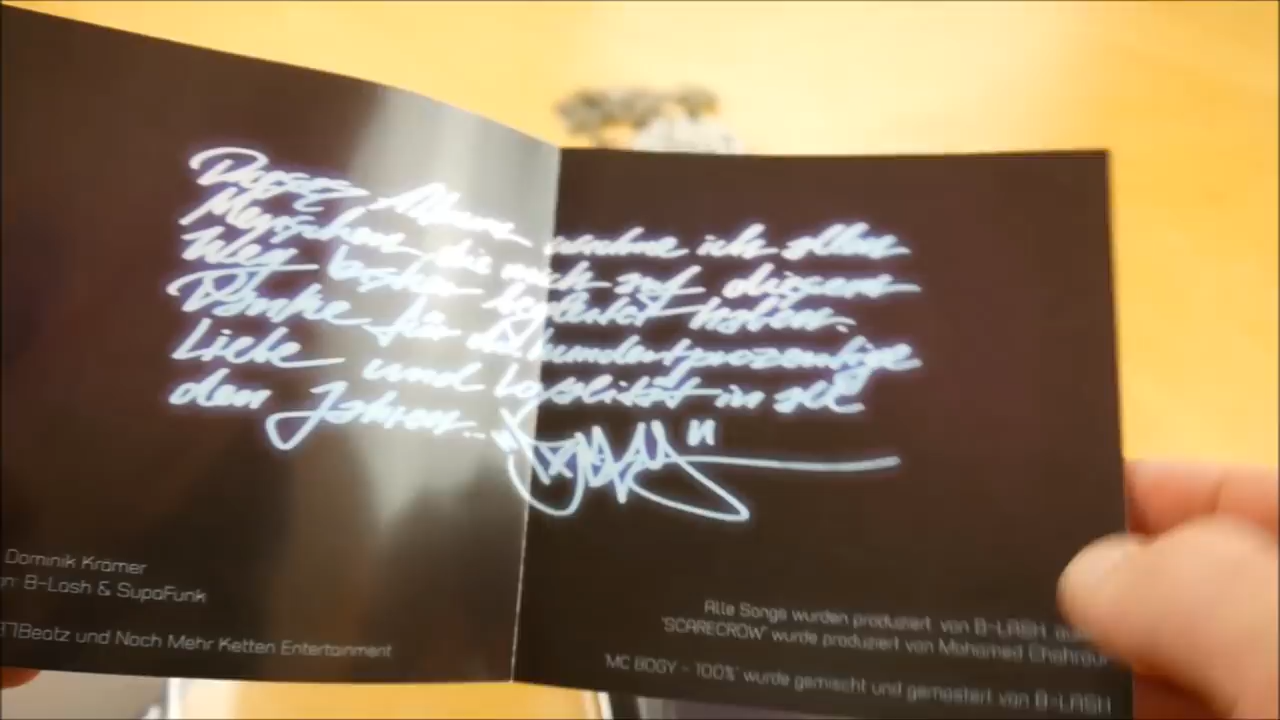 Dieses Album widme ich allen
Menschen die mich auf diesem
Weg bisher begleitet haben.
Danke für die hundertprozentige
Liebe und Loyalität in all
den Jahren...
Dominik Krämer
B-Lash & SupaFunk
Beatz und Noch Mehr Ketten Entertainment
Alle Songs wurden produziert von B-LASH
"SCARECROW" wurde produziert von Mohamed Chahrour
"MC BOGY - 100%" wurde gemischt und gemastert von B-LASH